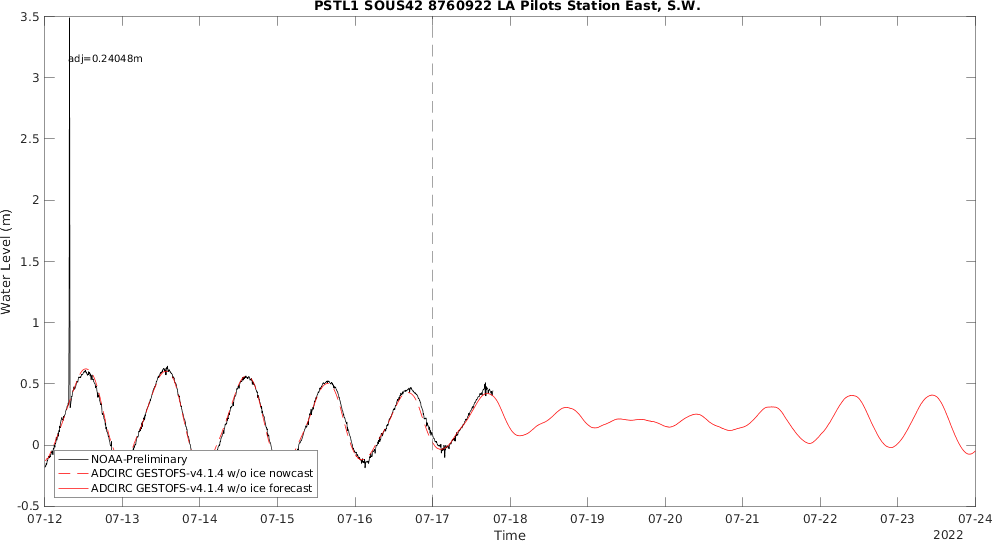 PSTL1 SOUS42 8760922 LA Pilots Station East, S.W.
3.5
adj=0.24048m
3
2.5
2
1.5
1
0.5
0
-0.5
Water Level (m)
NOAA-Preliminary
ADCIRC GESTOFS-v4.1.4 w/o ice nowcast
ADCIRC GESTOFS-v4.1.4 w/o ice forecast
07-12 07-13 07-14 07-15 07-16 07-17 07-18 07-19 07-20 07-21 07-22 07-23 07-24
Time
2022